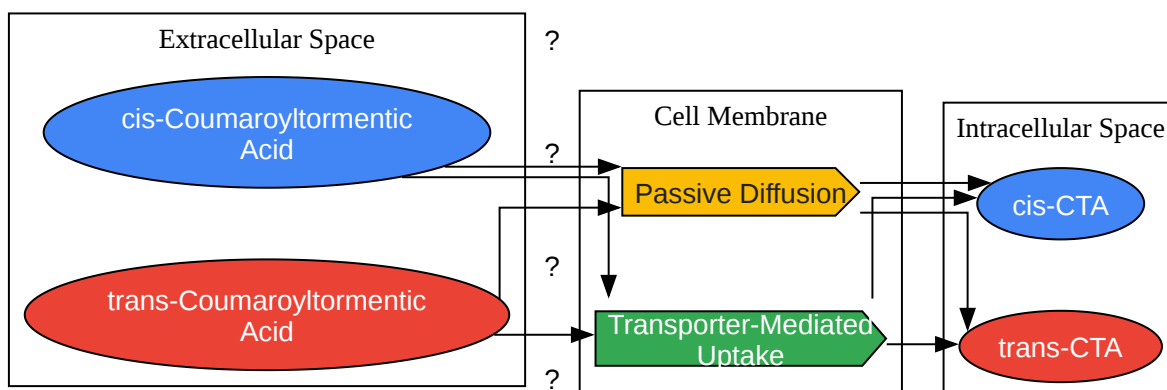 Extracellular Space
?
cis-Coumaroyltormentic
Acid
?
trans-Coumaroyltormentic
Acid
?
?
Cell Membrane
Passive Diffusion
Transporter-Mediated
Uptake
Intracellular Space
cis-CTA
trans-CTA